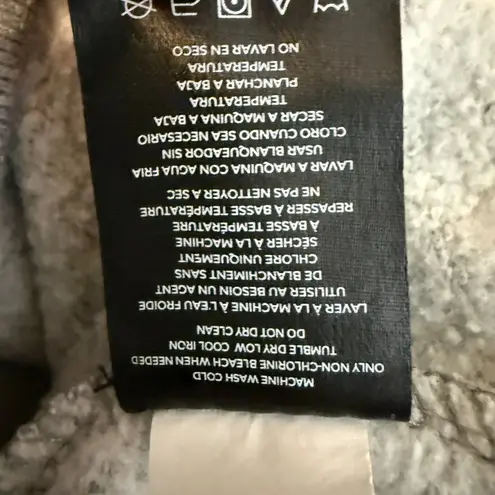 MACHINE WASH COLD
ONLY NON-CHLORINE BLEACH WHEN NEEDED
TUMBLE DRY LOW COOL IRON
DO NOT DRY CLEAN
LAVER À LA MACHINE À L'EAU FROIDE
UTILISER AU BESOIN UN AGENT
DE BLANCHIMENT SANS
CHLORE UNIQUEMENT
SÉCHER À LA MACHINE
À BASSE TEMPÉRATURE
REPASSER À BASSE TEMPÉRATURE
NE PAS NETTOYER A SEC
LAVAR A MAQUINA CON AGUA FRIA
USAR BLANQUEADOR SIN
CLORO CUANDO SEA NECESARIO
SECAR A MAQUINA A BAJA
TEMPERATURA
PLANCHAR A BAJA
TEMPERATURA
NO LAVAR EN SECO